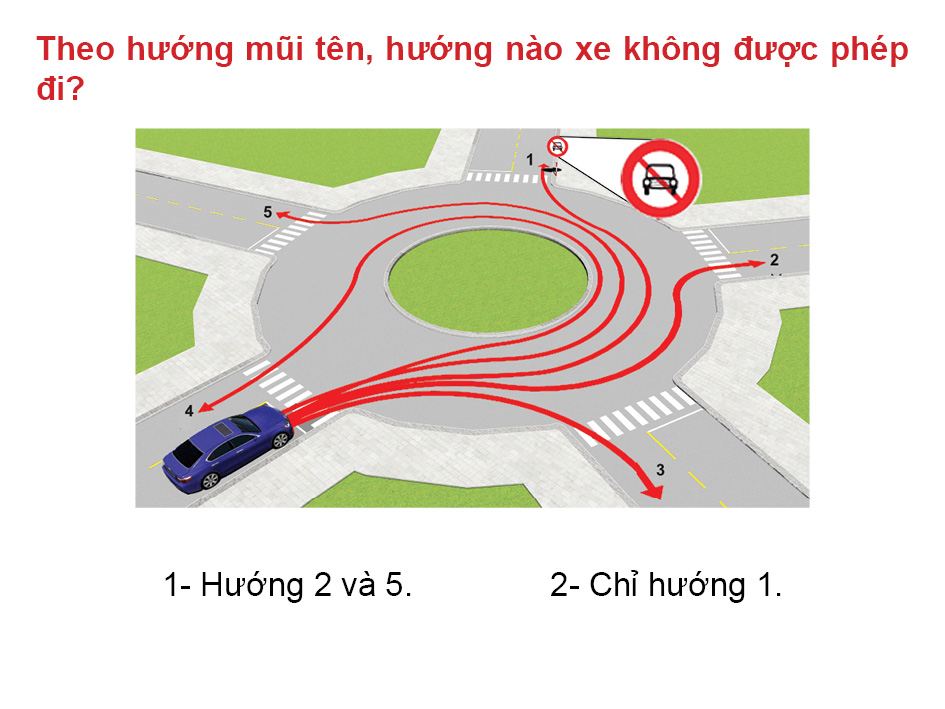 Theo hướng mũi tên, hướng nào xe không được phép
đi?
1
5
2
4
3
1- Hướng 2 và 5. 2- Chỉ hướng 1.